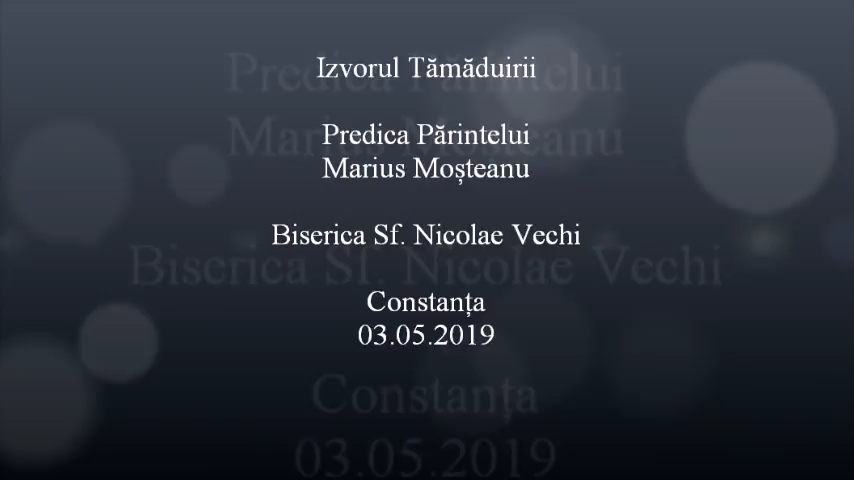 Izvorul Tămăduirii
Predica Părintelui
Marius Moșteanu
Biserica Sf. Nicolae Vechi
Constanța
03.05.2019